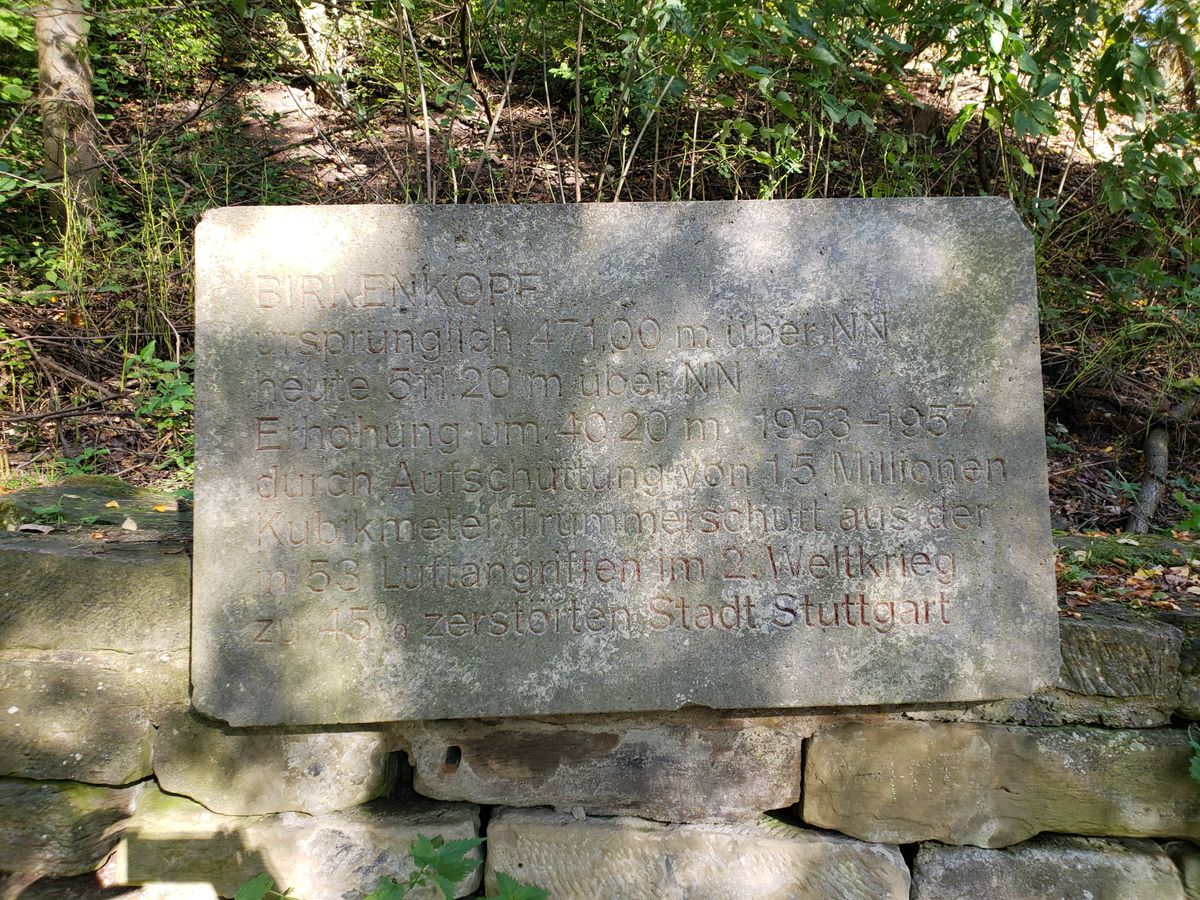 BIRKENKOPF
ursprünglich 471,00 m über NN
heute 511,20 m über NN
Erhöhung um 40,20 m 1953-1957
durch Aufschüttung von 1,5 Millionen
Kubikmeter Trümmerschutt aus der
in 53 Luftangriffen im 2. Weltkrieg
zu 45% zerstörten Stadt Stuttgart